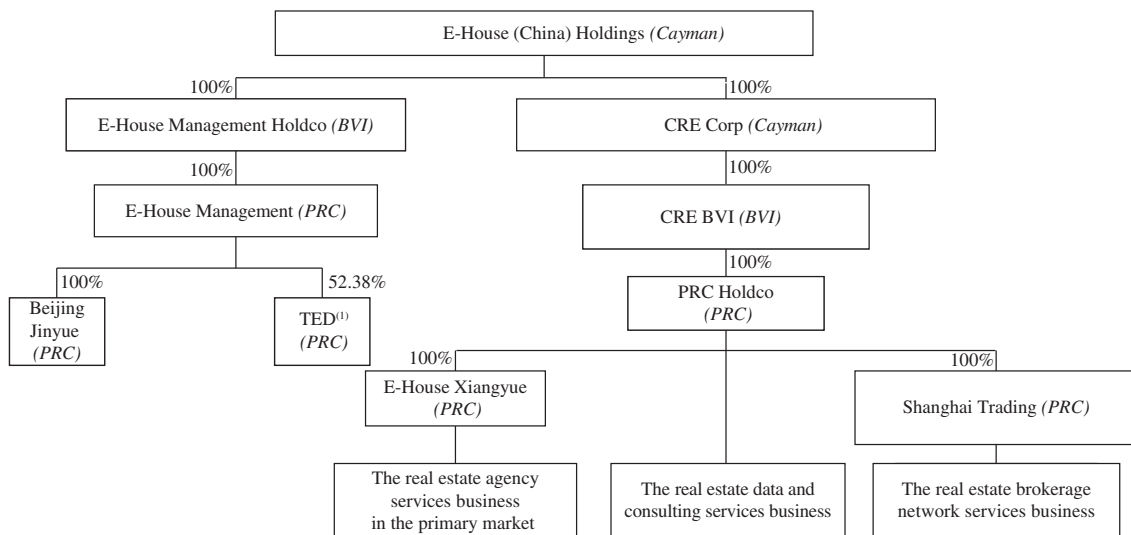 E-House (China) Holdings (Cayman)
100%
100%
E-House Management Holdco (BVI)
CRE Corp (Cayman)
100%
100%
E-House Management (PRC)
CRE BVI (BVI)
100%
100%
52.38%
Beijing
Jinyue
(PRC)
TED(1)
(PRC)
PRC Holdco
(PRC)
100%
100%
E-House Xiangyue
(PRC)
Shanghai Trading (PRC)
The real estate agency
services business
in the primary market
The real estate data and
consulting services business
The real estate brokerage
network services business